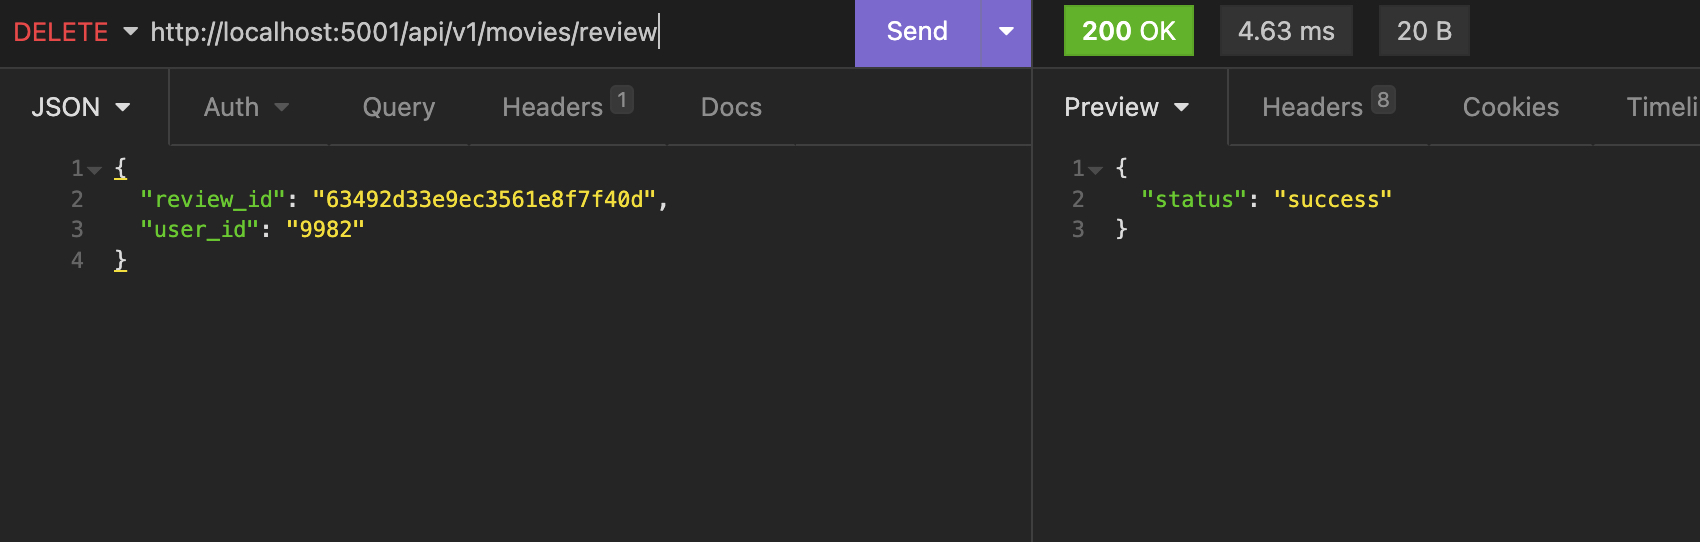 DELETE http://localhost:5001/api/v1/movies/review Send 200 OK 4.63 ms 20 B
JSON Auth Query Headers 1 Docs Preview Headers 8 Cookies Timeli
1 {
2 "review_id": "63492d33e9ec3561e8f7f40d",
3 "user_id": "9982"
4 }
1 {
2 "status": "success"
3 }